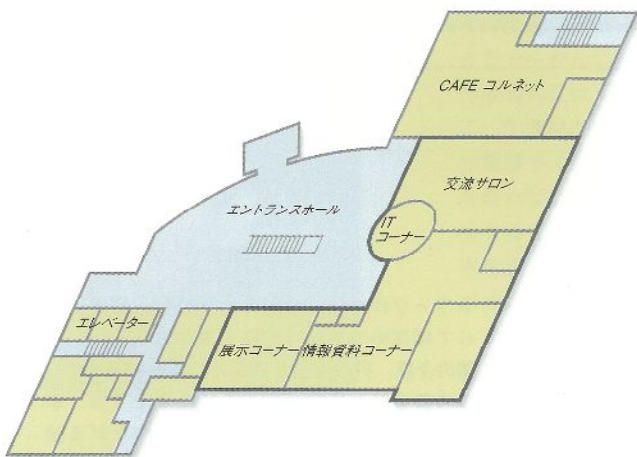 CAFE コルネット
交流サロン
エントランスホール
IT
コーナー
エレベーター
展示コーナー
情報資料コーナー